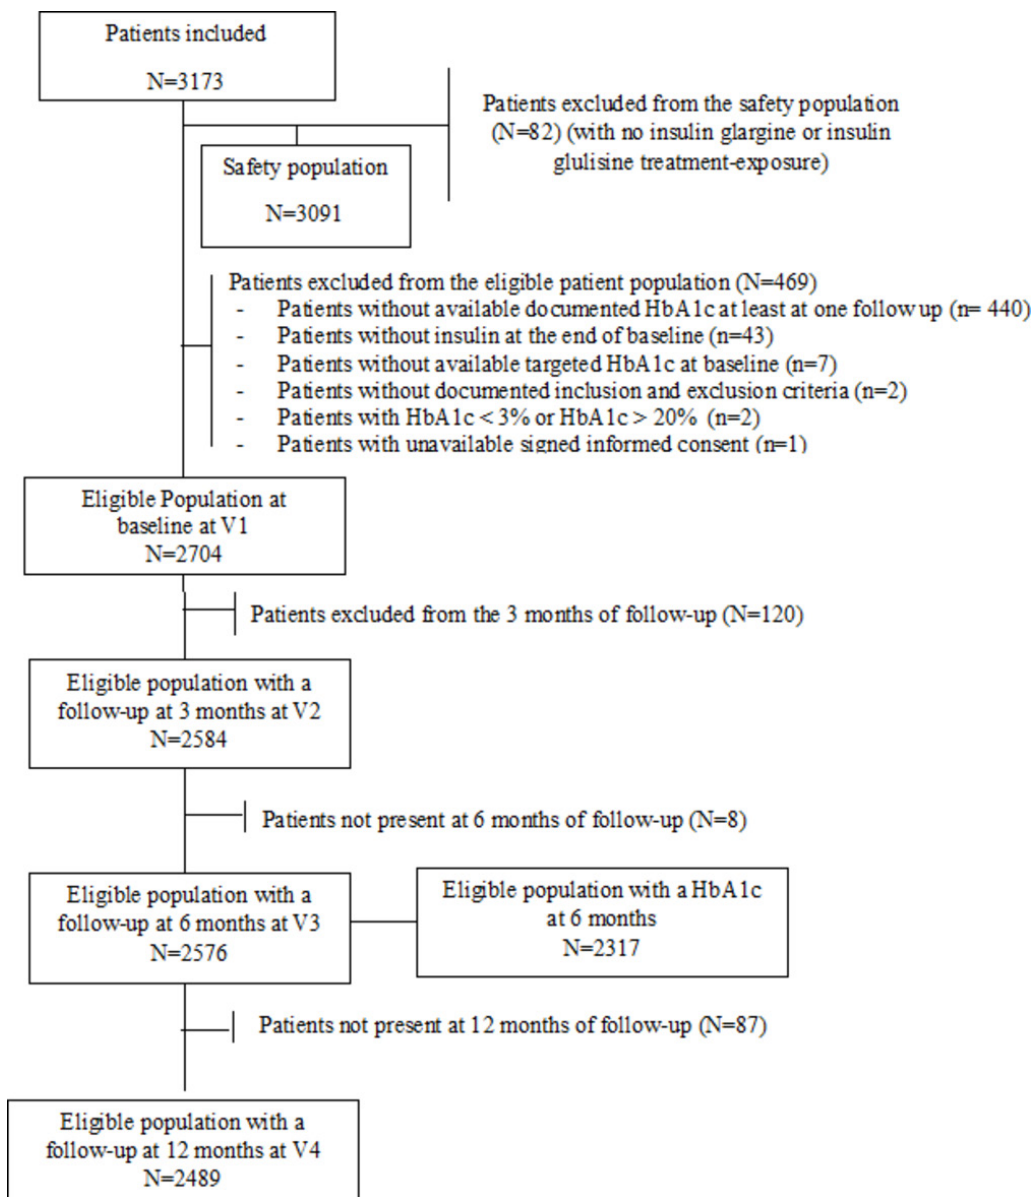 Patients included
N=3173
Patients excluded from the safety population
(N=82) (with no insulin glargine or insulin
glulisine treatment-exposure)
Safety population
N=3091
Patients excluded from the eligible patient population (N=469)
- Patients without available documented HbA1c at least at one follow up (n= 440)
- Patients without insulin at the end of baseline (n=43)
- Patients without available targeted HbA1c at baseline (n=7)
- Patients without documented inclusion and exclusion criteria (n=2)
- Patients with HbA1c < 3% or HbA1c > 20% (n=2)
- Patients with unavailable signed informed consent (n=1)
Eligible Population at
baseline at V1
N=2704
Patients excluded from the 3 months of follow-up (N=120)
Eligible population with a
follow-up at 3 months at V2
N=2584
Patients not present at 6 months of follow-up (N=8)
Eligible population with a
follow-up at 6 months at V3
N=2576
Eligible population with a HbA1c
at 6 months
N=2317
Patients not present at 12 months of follow-up (N=87)
Eligible population with a
follow-up at 12 months at V4
N=2489